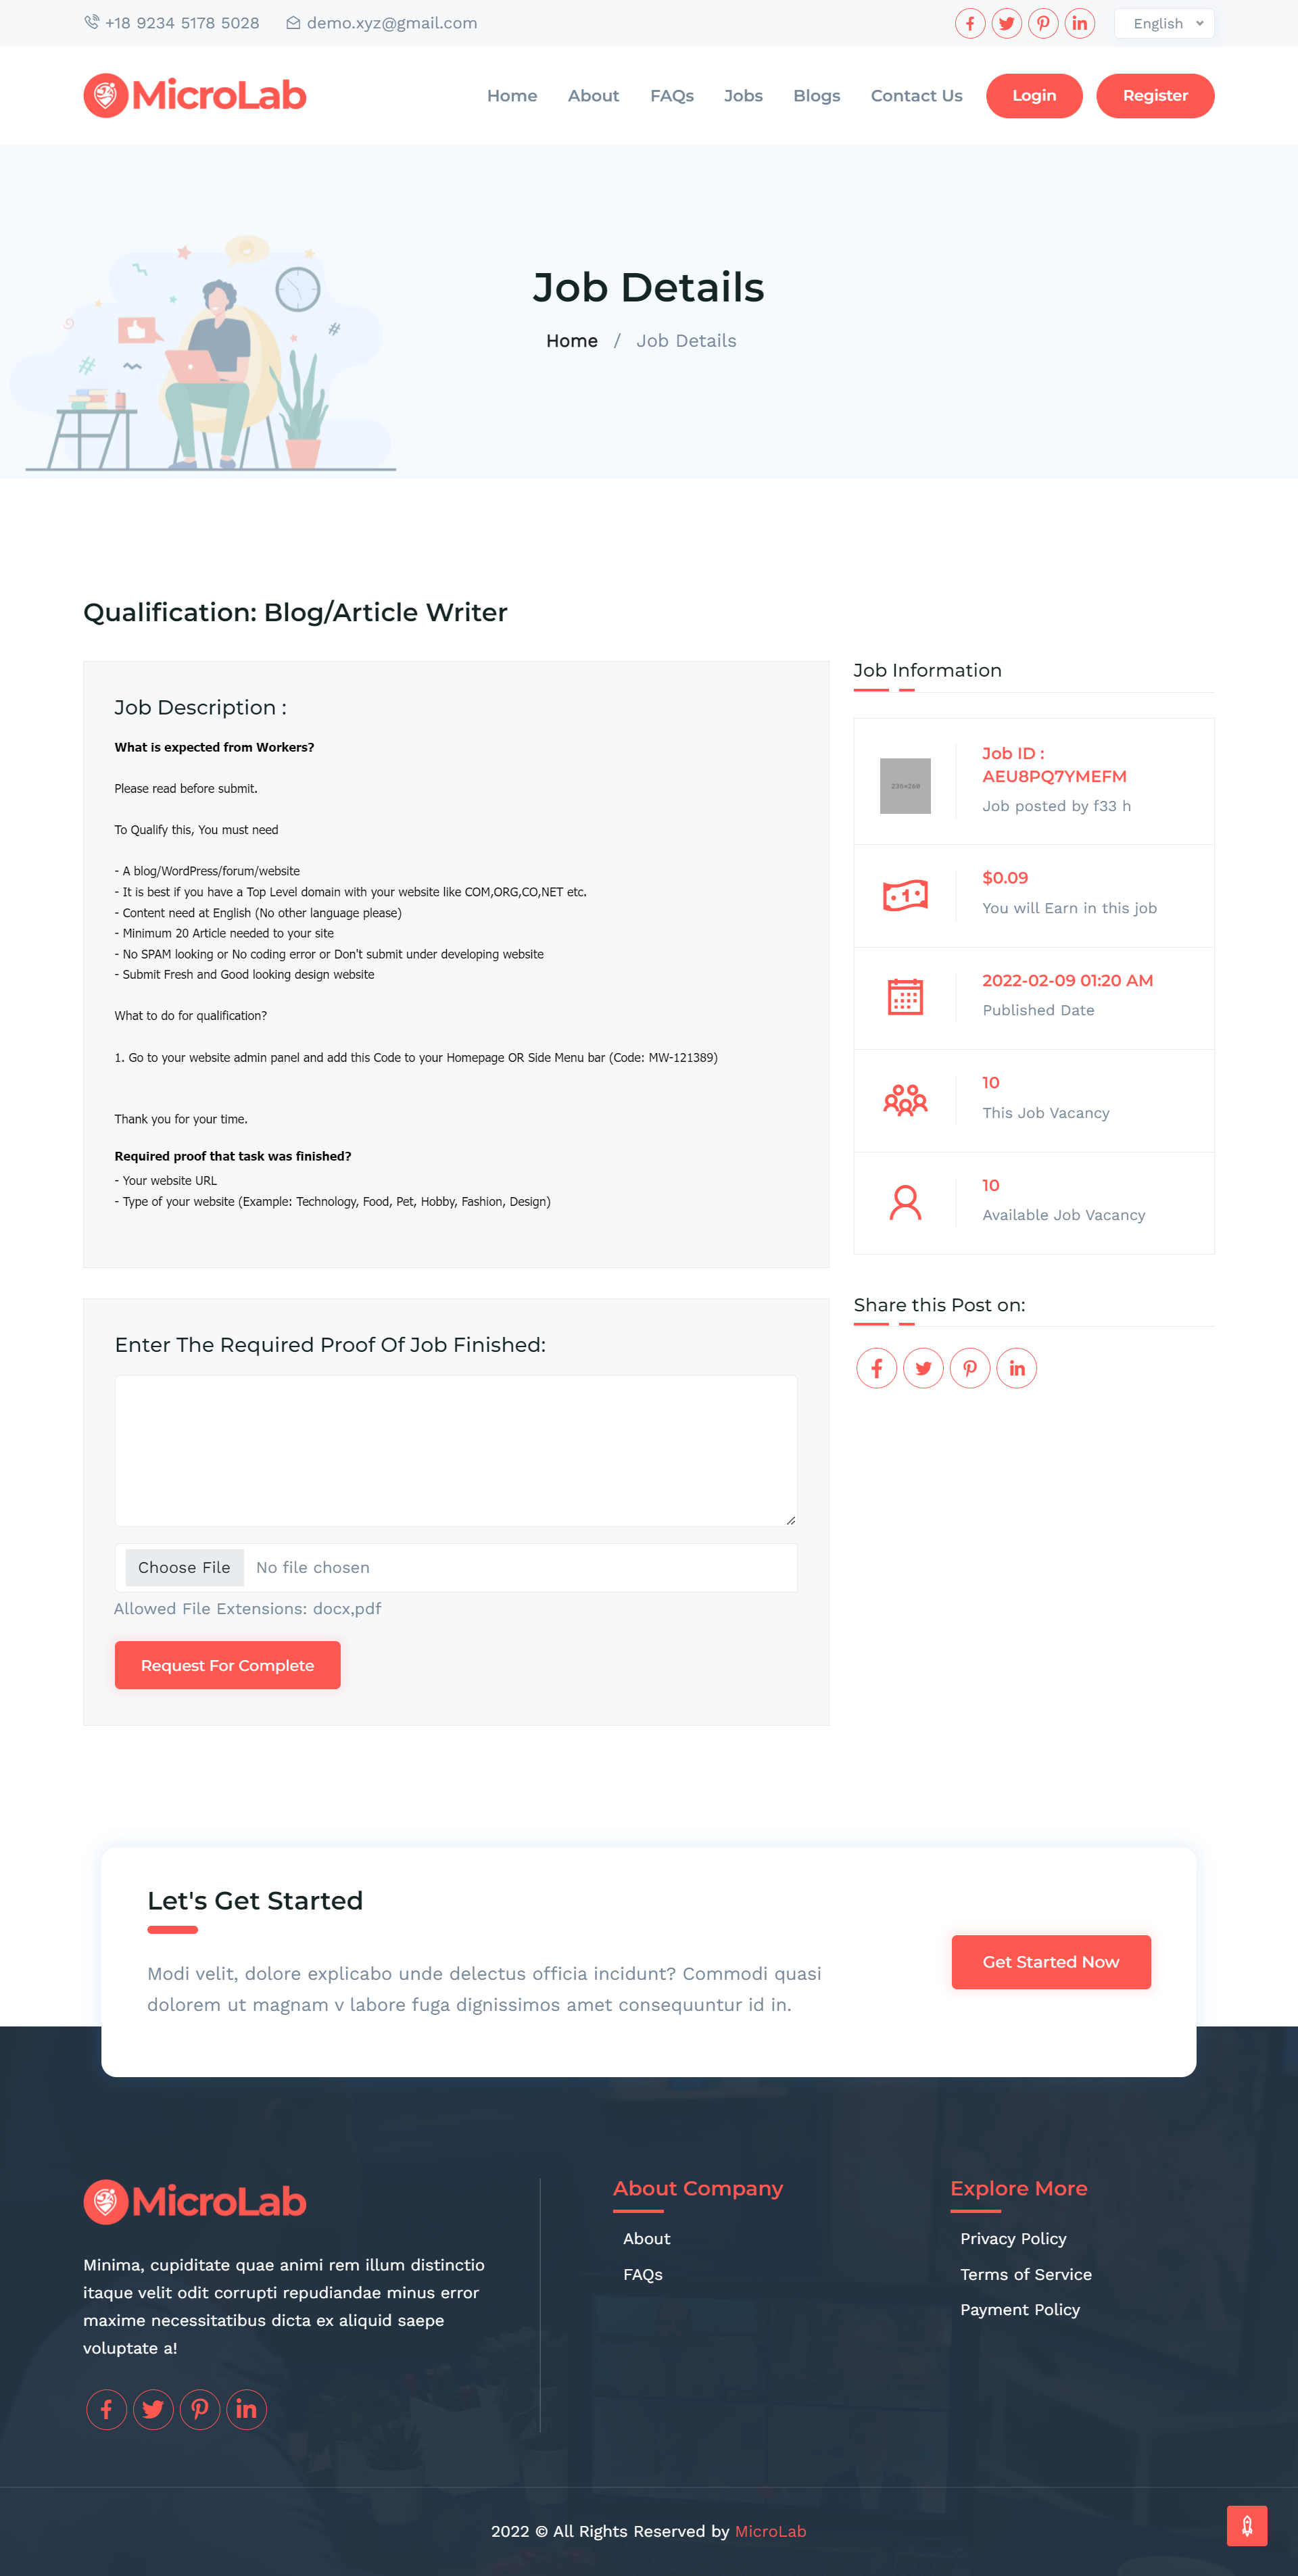 +18 9234 5178 5028
demo.xyz@gmail.com
English
MicroLab
Home
About
FAQs
Jobs
Blogs
Contact Us
Login
Register
Job Details
Home / Job Details
Qualification: Blog/Article Writer
Job Description :
What is expected from Workers?
Please read before submit.
To Qualify this, You must need
- A blog/WordPress/forum/website
- It is best if you have a Top Level domain with your website like COM,ORG,CO,NET etc.
- Content need at English (No other language please)
- Minimum 20 Article needed to your site
- No SPAM looking or No coding error or Don't submit under developing website
- Submit Fresh and Good looking design website
What to do for qualification?
1. Go to your website admin panel and add this Code to your Homepage OR Side Menu bar (Code: MW-121389)
Thank you for your time.
Required proof that task was finished?
- Your website URL
- Type of your website (Example: Technology, Food, Pet, Hobby, Fashion, Design)
Job Information
236×260
Job ID :
AEU8PQ7YMEFM
Job posted by f33 h
$0.09
You will Earn in this job
2022-02-09 01:20 AM
Published Date
10
This Job Vacancy
10
Available Job Vacancy
Share this Post on:
Enter The Required Proof Of Job Finished:
Choose File
No file chosen
Allowed File Extensions: docx,pdf
Request For Complete
Let's Get Started
Modi velit, dolore explicabo unde delectus officia incidunt? Commodi quasi
dolorem ut magnam v labore fuga dignissimos amet consequuntur id in.
Get Started Now
MicroLab
Minima, cupiditate quae animi rem illum distinctio
itaque velit odit corrupti repudiandae minus error
maxime necessitatibus dicta ex aliquid saepe
voluptate a!
About Company
About
FAQs
Explore More
Privacy Policy
Terms of Service
Payment Policy
2022 © All Rights Reserved by MicroLab